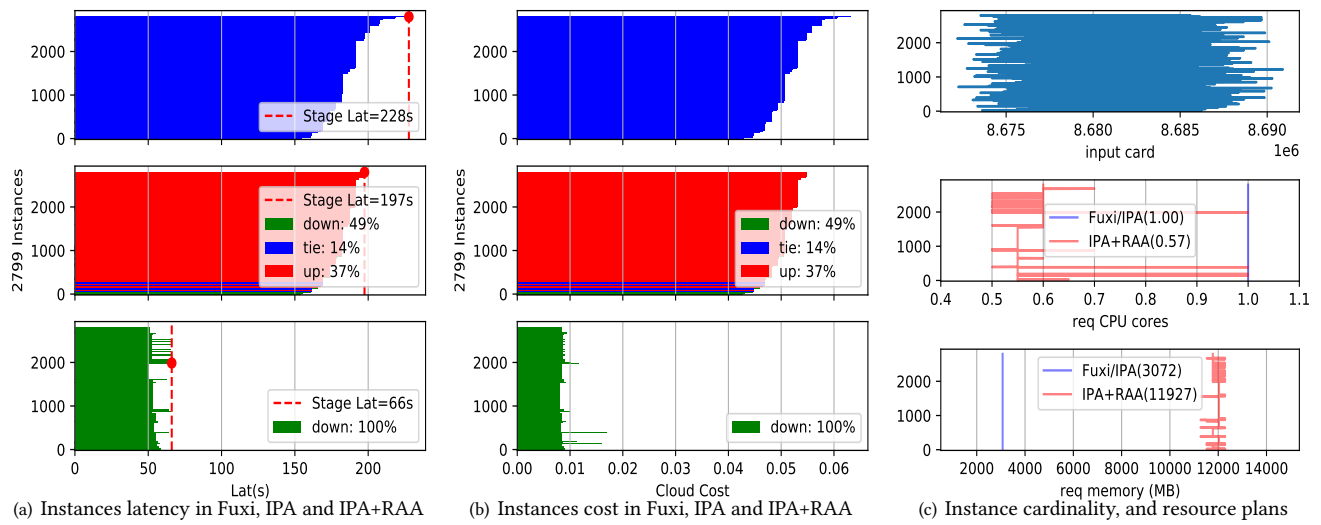 2000
1000
0
Stage Lat=228s
2799 Instances
2000
1000
0
Stage Lat=197s
down: 49%
tie: 14%
up: 37%
2000
1000
0
Stage Lat=66s
down: 100%
0 50 100 150 200
Lat(s)
(a) Instances latency in Fuxi, IPA and IPA+RAA
2000
1000
0
2799 Instances
2000
1000
0
down: 49%
tie: 14%
up: 37%
2000
1000
0
down: 100%
0.00 0.01 0.02 0.03 0.04 0.05 0.06
Cloud Cost
(b) Instances cost in Fuxi, IPA and IPA+RAA
2000
1000
0
8.675 8.680 8.685 8.690
input card 1e6
2000
1000
0
Fuxi/IPA(1.00)
IPA+RAA(0.57)
0.4 0.5 0.6 0.7 0.8 0.9 1.0 1.1
req CPU cores
2000
1000
0
Fuxi/IPA(3072)
IPA+RAA(11927)
2000 4000 6000 8000 10000 12000 14000
req memory (MB)
(c) Instance cardinality, and resource plans